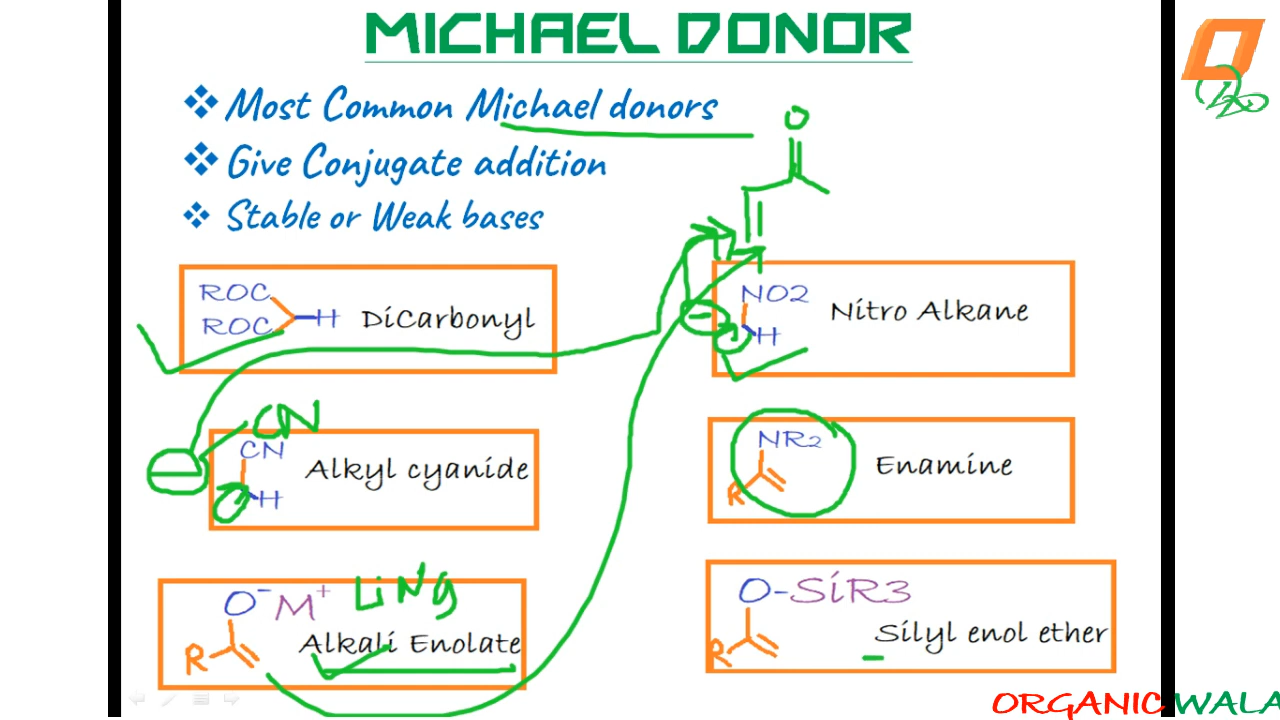 MICHAEL DONOR
Most Common Michael donors
Give Conjugate addition
Stable or Weak bases
O
ROC
ROC
H
DiCarbonyl
NO2
H
Nitro Alkane
CN
CN
H
Alkyl cyanide
NR2
R
Enamine
O- M+
R
Alkali Enolate
O-SiR3
R
Silyl enol ether
ORGANIC WALA